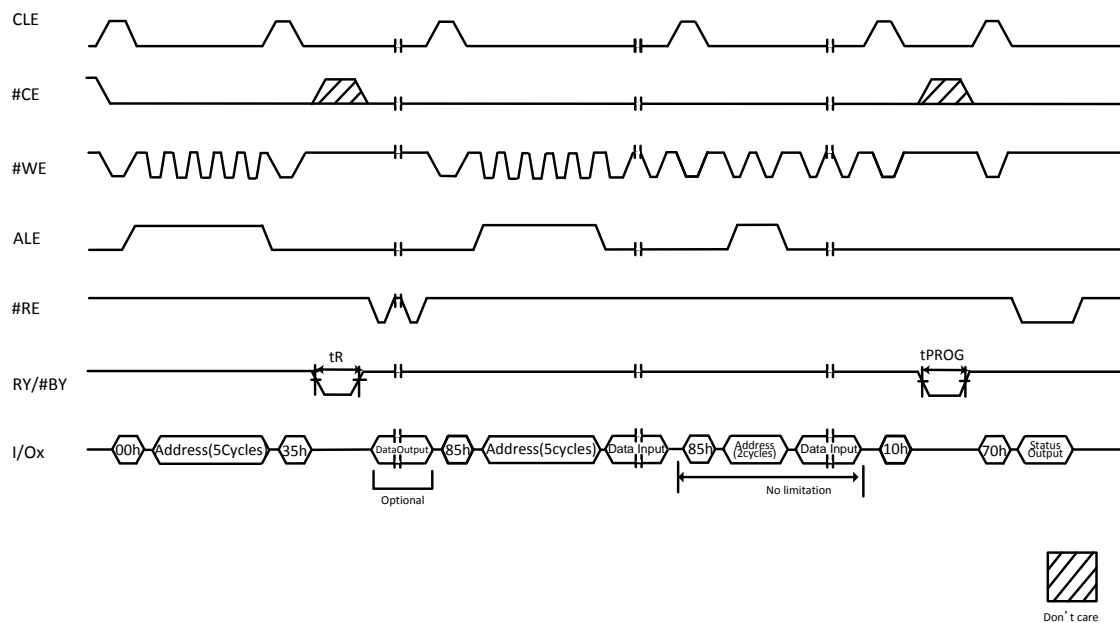 CLE
#CE
#WE
ALE
#RE
tR
tPROG
RY/#BY
I/Ox
00h
Address(5Cycles)
35h
DataOutput
85h
Address(5cycles)
Data Input
85h
Address
(2cycles)
Data Input
10h
70h
Status
Output
Optional
No limitation
Don't care